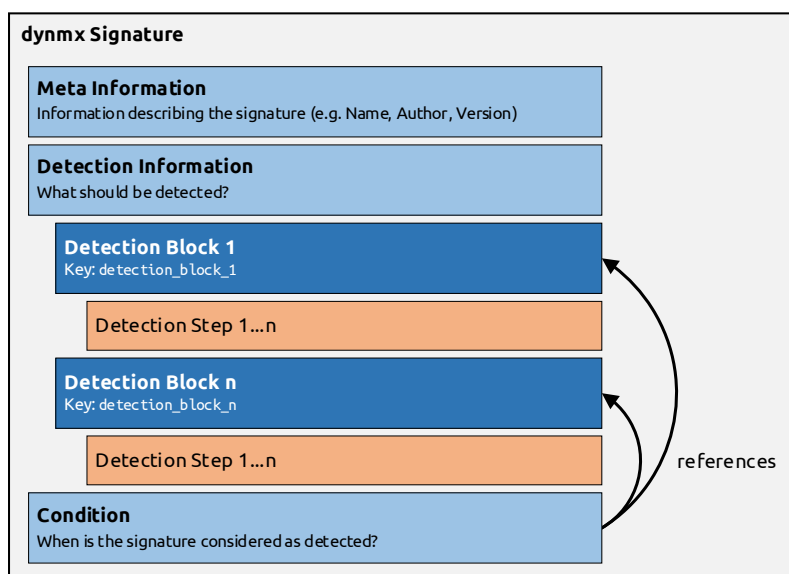 dynmx Signature
Meta Information
Information describing the signature (e.g. Name, Author, Version)
Detection Information
What should be detected?
Detection Block 1
Key: detection_block_1
Detection Step 1...n
Detection Block n
Key: detection_block_n
Detection Step 1...n
references
Condition
When is the signature considered as detected?